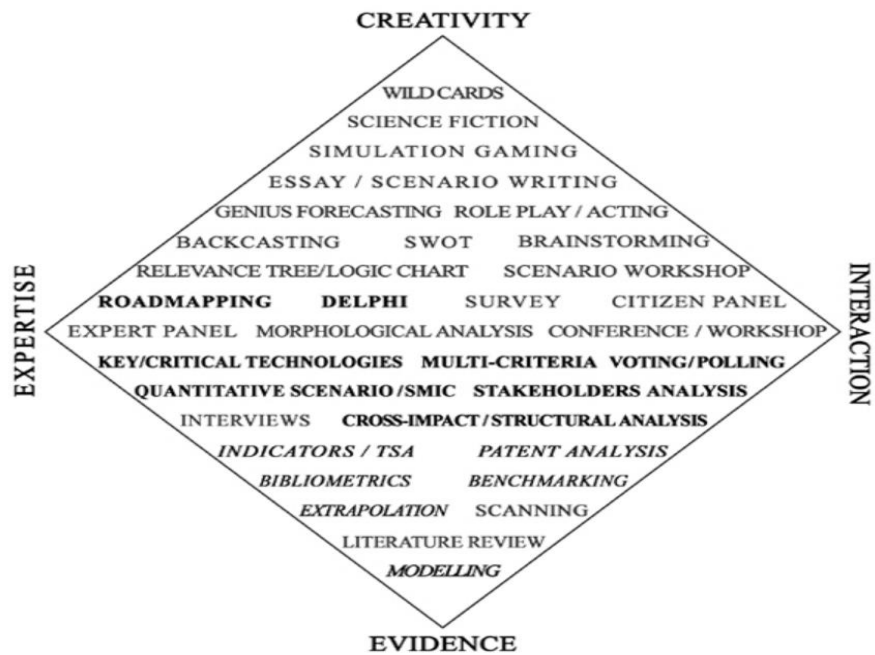 CREATIVITY
WILD CARDS
SCIENCE FICTION
SIMULATION GAMING
ESSAY / SCENARIO WRITING
GENIUS FORECASTING ROLE PLAY / ACTING
BACKCASTING SWOT BRAINSTORMING
RELEVANCE TREE/LOGIC CHART SCENARIO WORKSHOP
ROADMAPPING DELPHI SURVEY CITIZEN PANEL
EXPERT PANEL MORPHOLOGICAL ANALYSIS CONFERENCE / WORKSHOP
KEY/CRITICAL TECHNOLOGIES MULTI-CRITERIA VOTING/POLLING
QUANTITATIVE SCENARIO/SMIC STAKEHOLDERS ANALYSIS
INTERVIEWS CROSS-IMPACT/STRUCTURAL ANALYSIS
INDICATORS / TSA PATENT ANALYSIS
BIBLIOMETRICS BENCHMARKING
EXTRAPOLATION SCANNING
LITERATURE REVIEW
MODELLING
EVIDENCE
EXPERTISE
INTERACTION